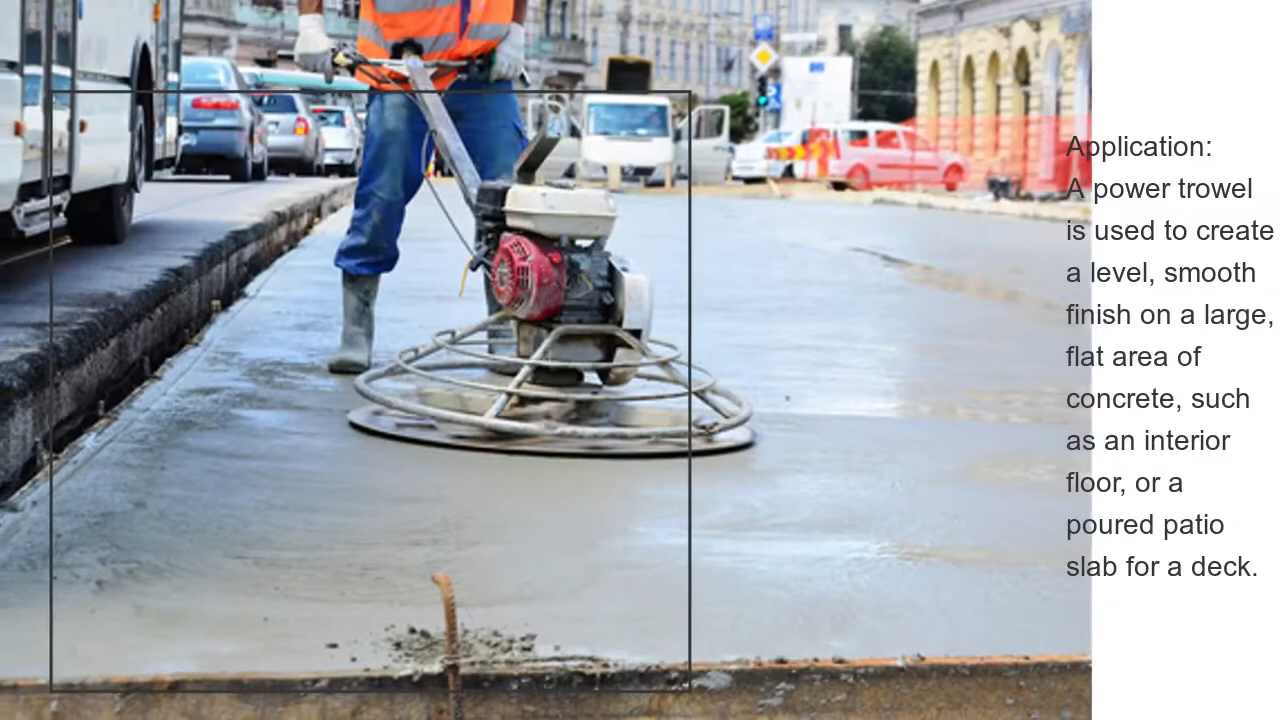 Application:
A power trowel
is used to create
a level, smooth
finish on a large,
flat area of
concrete, such
as an interior
floor, or a
poured patio
slab for a deck.